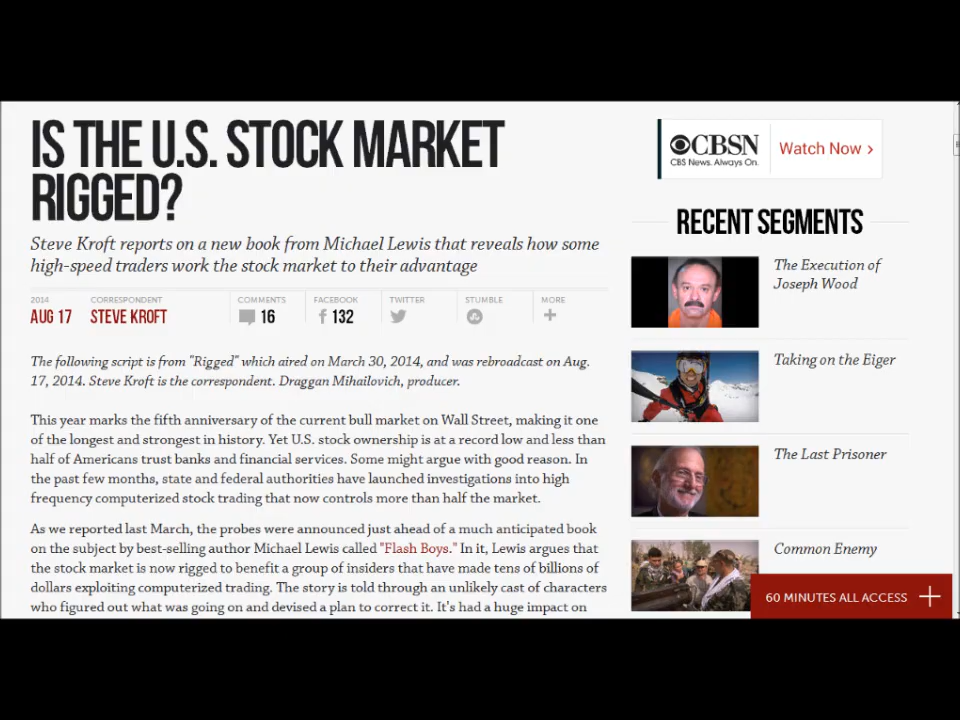 IS THE U.S. STOCK MARKET
RIGGED?
Steve Kroft reports on a new book from Michael Lewis that reveals how some
high-speed traders work the stock market to their advantage
2014
AUG 17
CORRESPONDENT
STEVE KROFT
COMMENTS
16
FACEBOOK
132
TWITTER
STUMBLE
MORE
The following script is from "Rigged" which aired on March 30, 2014, and was rebroadcast on Aug.
17, 2014. Steve Kroft is the correspondent. Draggan Mihailovich, producer.
This year marks the fifth anniversary of the current bull market on Wall Street, making it one
of the longest and strongest in history. Yet U.S. stock ownership is at a record low and less than
half of Americans trust banks and financial services. Some might argue with good reason. In
the past few months, state and federal authorities have launched investigations into high
frequency computerized stock trading that now controls more than half the market.
As we reported last March, the probes were announced just ahead of a much anticipated book
on the subject by best-selling author Michael Lewis called "Flash Boys." In it, Lewis argues that
the stock market is now rigged to benefit a group of insiders that have made tens of billions of
dollars exploiting computerized trading. The story is told through an unlikely cast of characters
who figured out what was going on and devised a plan to correct it. It's had a huge impact on
CBSN
CBS News. Always On.
Watch Now >
RECENT SEGMENTS
The Execution of
Joseph Wood
Taking on the Eiger
The Last Prisoner
Common Enemy
60 MINUTES ALL ACCESS +